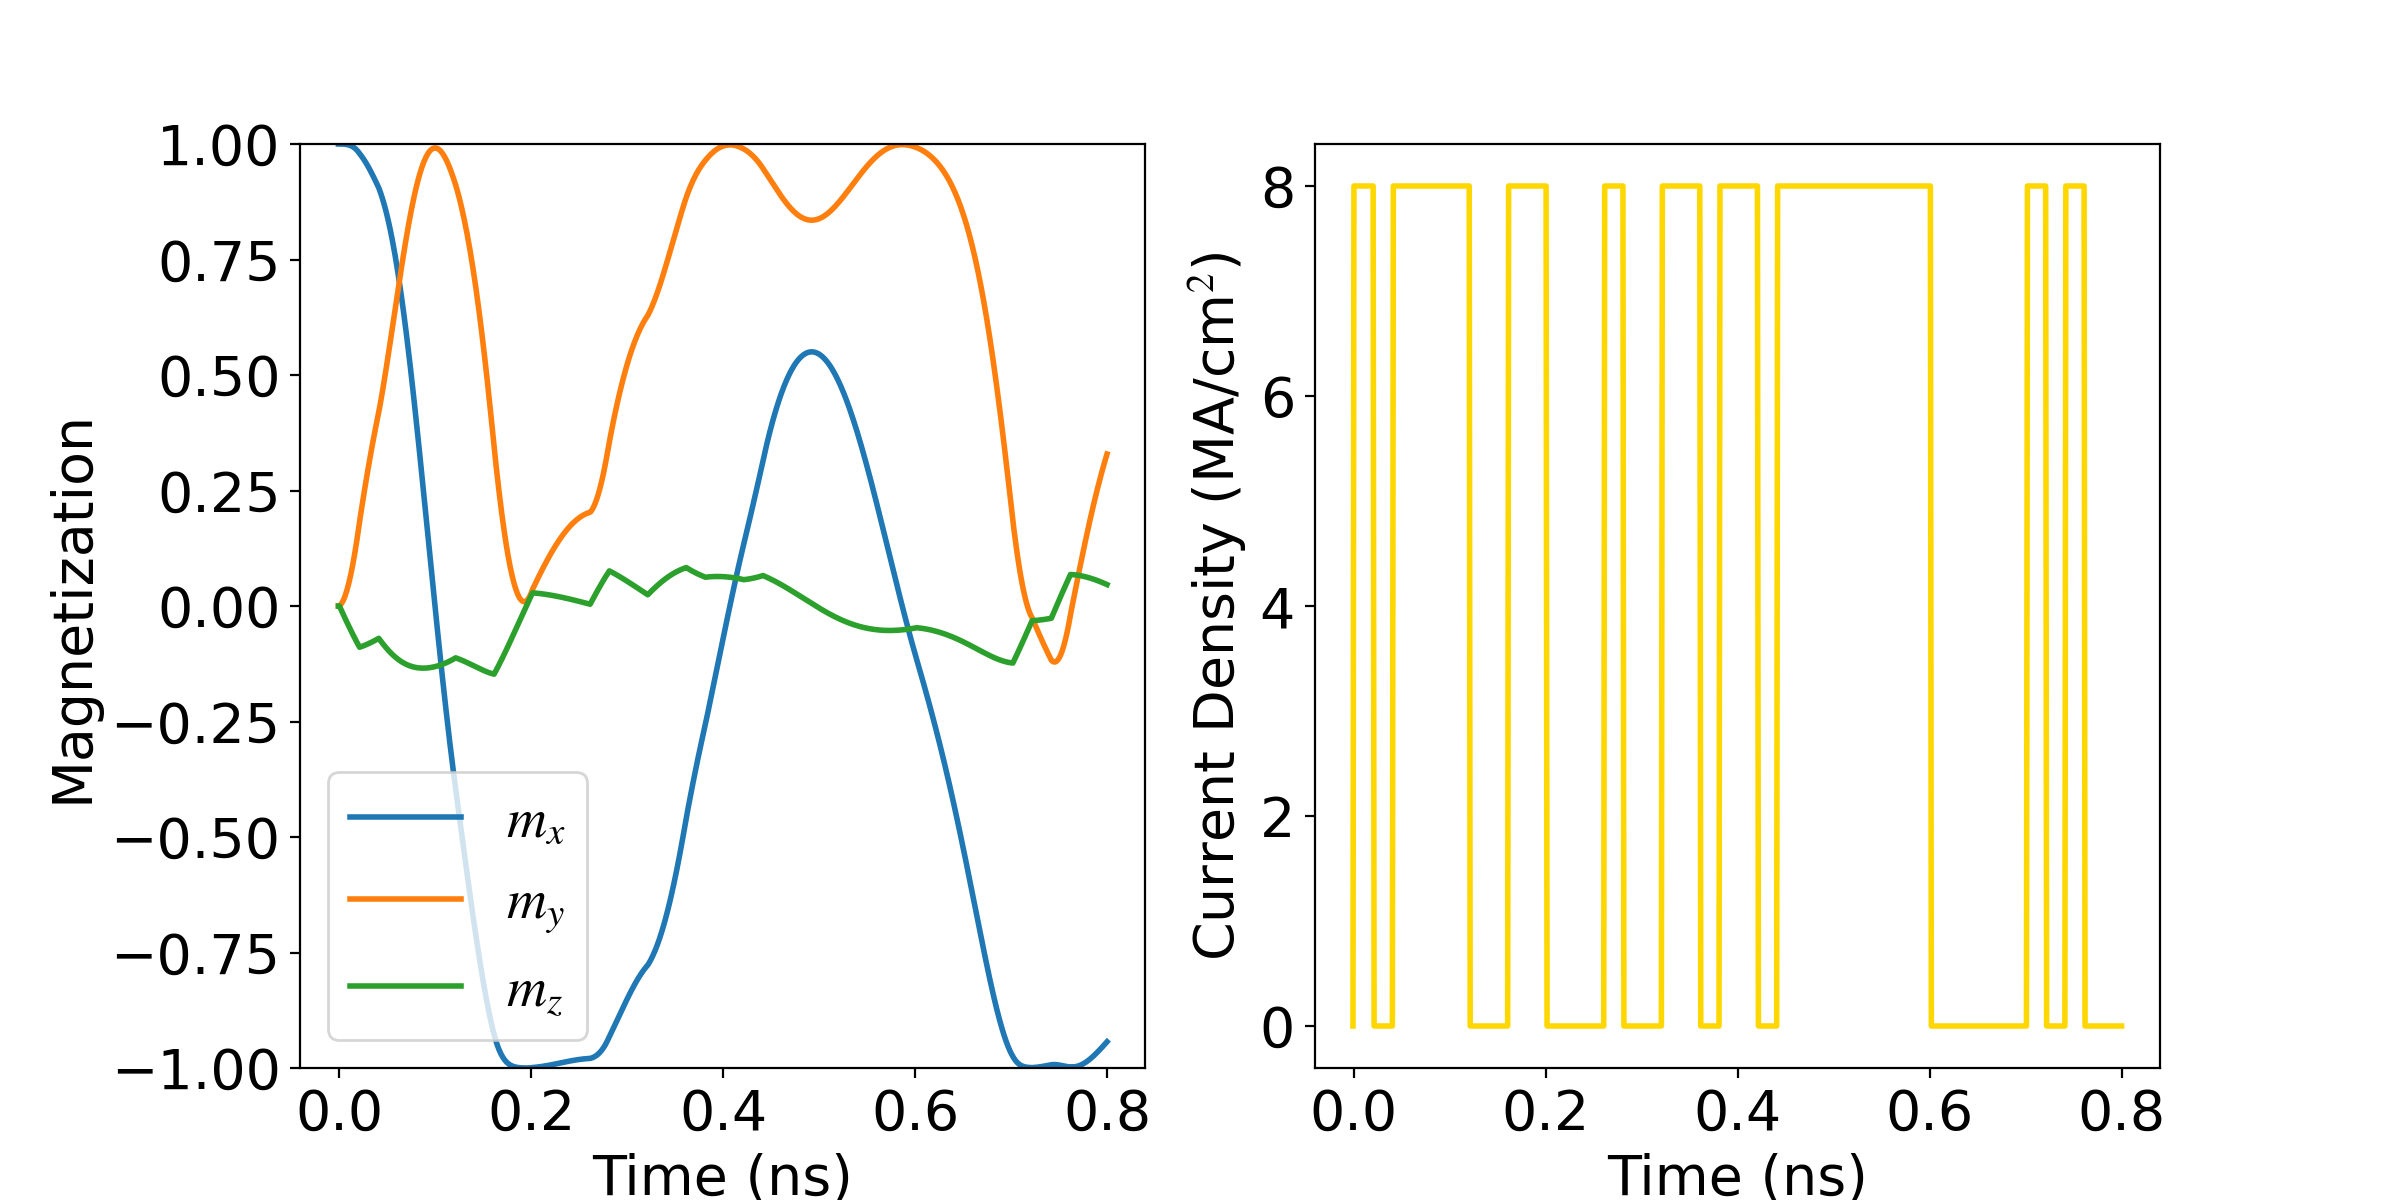 Magnetization
1.00
0.75
0.50
0.25
0.00
−0.25
−0.50
−0.75
−1.00
m_x
m_y
m_z
0.0 0.2 0.4 0.6 0.8
Time (ns)
Current Density (MA/cm²)
8
6
4
2
0
0.0 0.2 0.4 0.6 0.8
Time (ns)